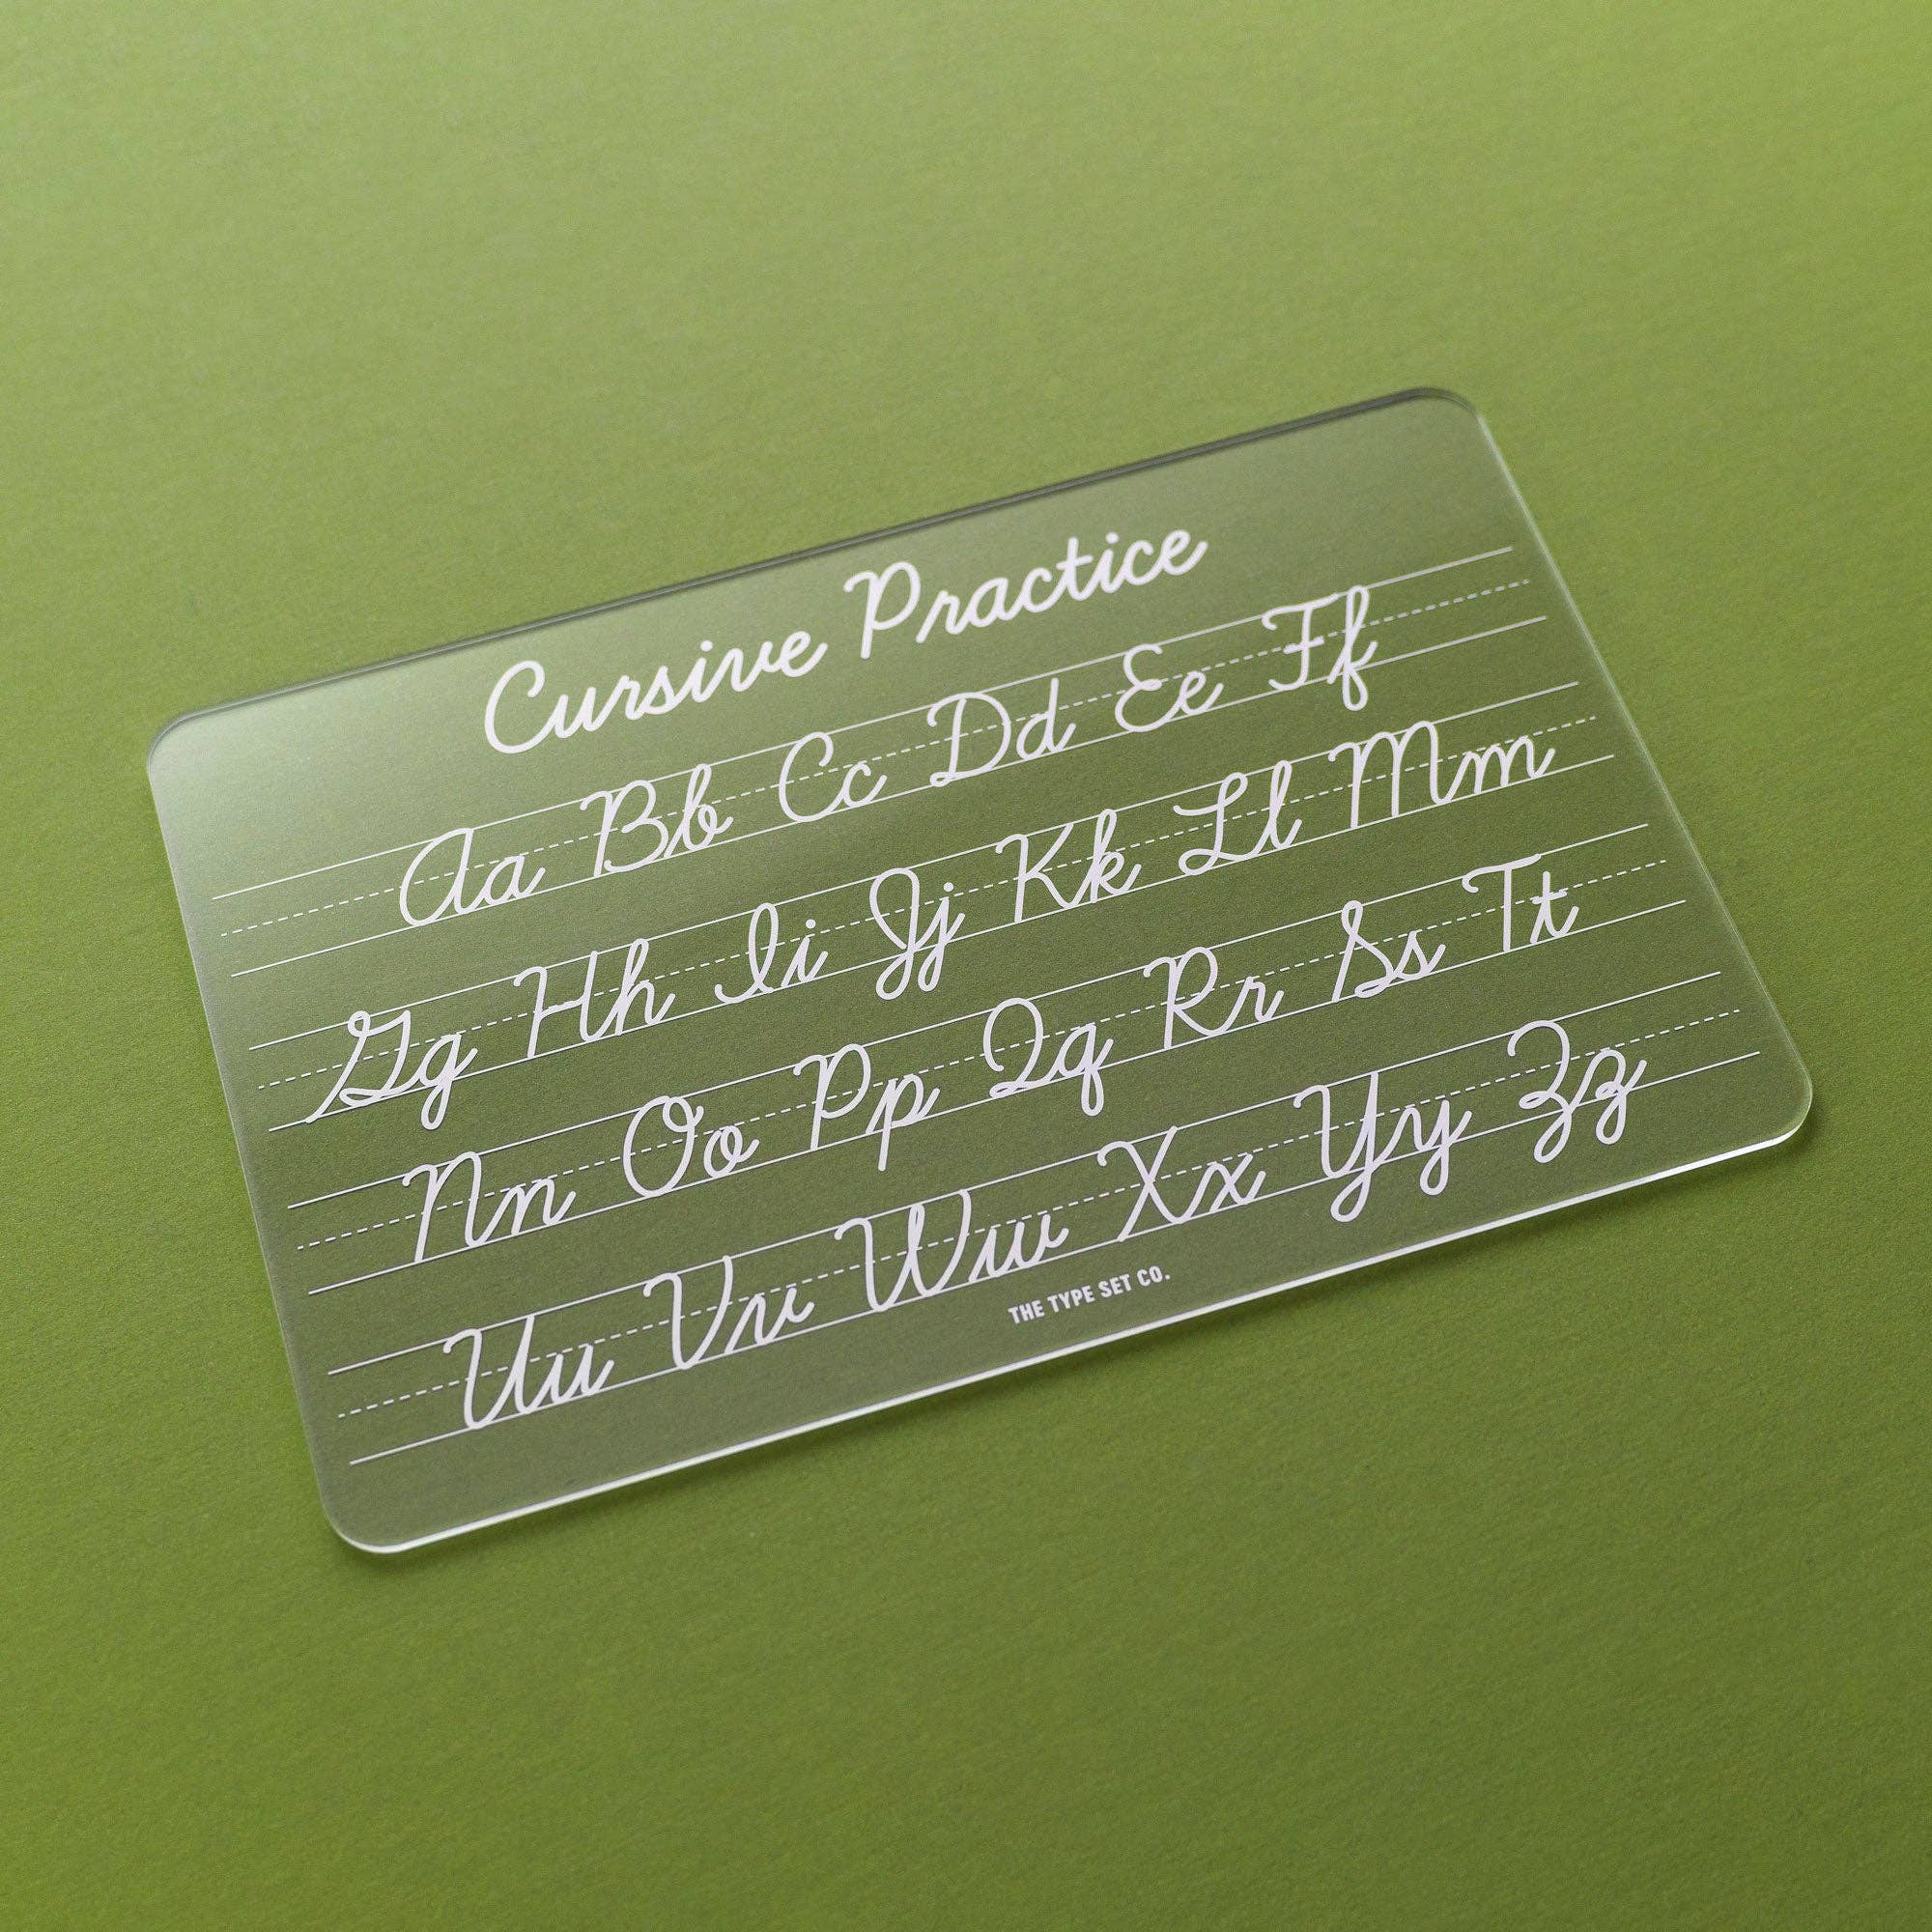 Cursive Practice
Aa Bb Cc Dd Ee Ff
Gg Hh Ii Jj Kk Ll Mm
Nn Oo Pp Qq Rr Ss Tt
Uu Vv Ww Xx Yy Zz
THE TYPE SET CO.